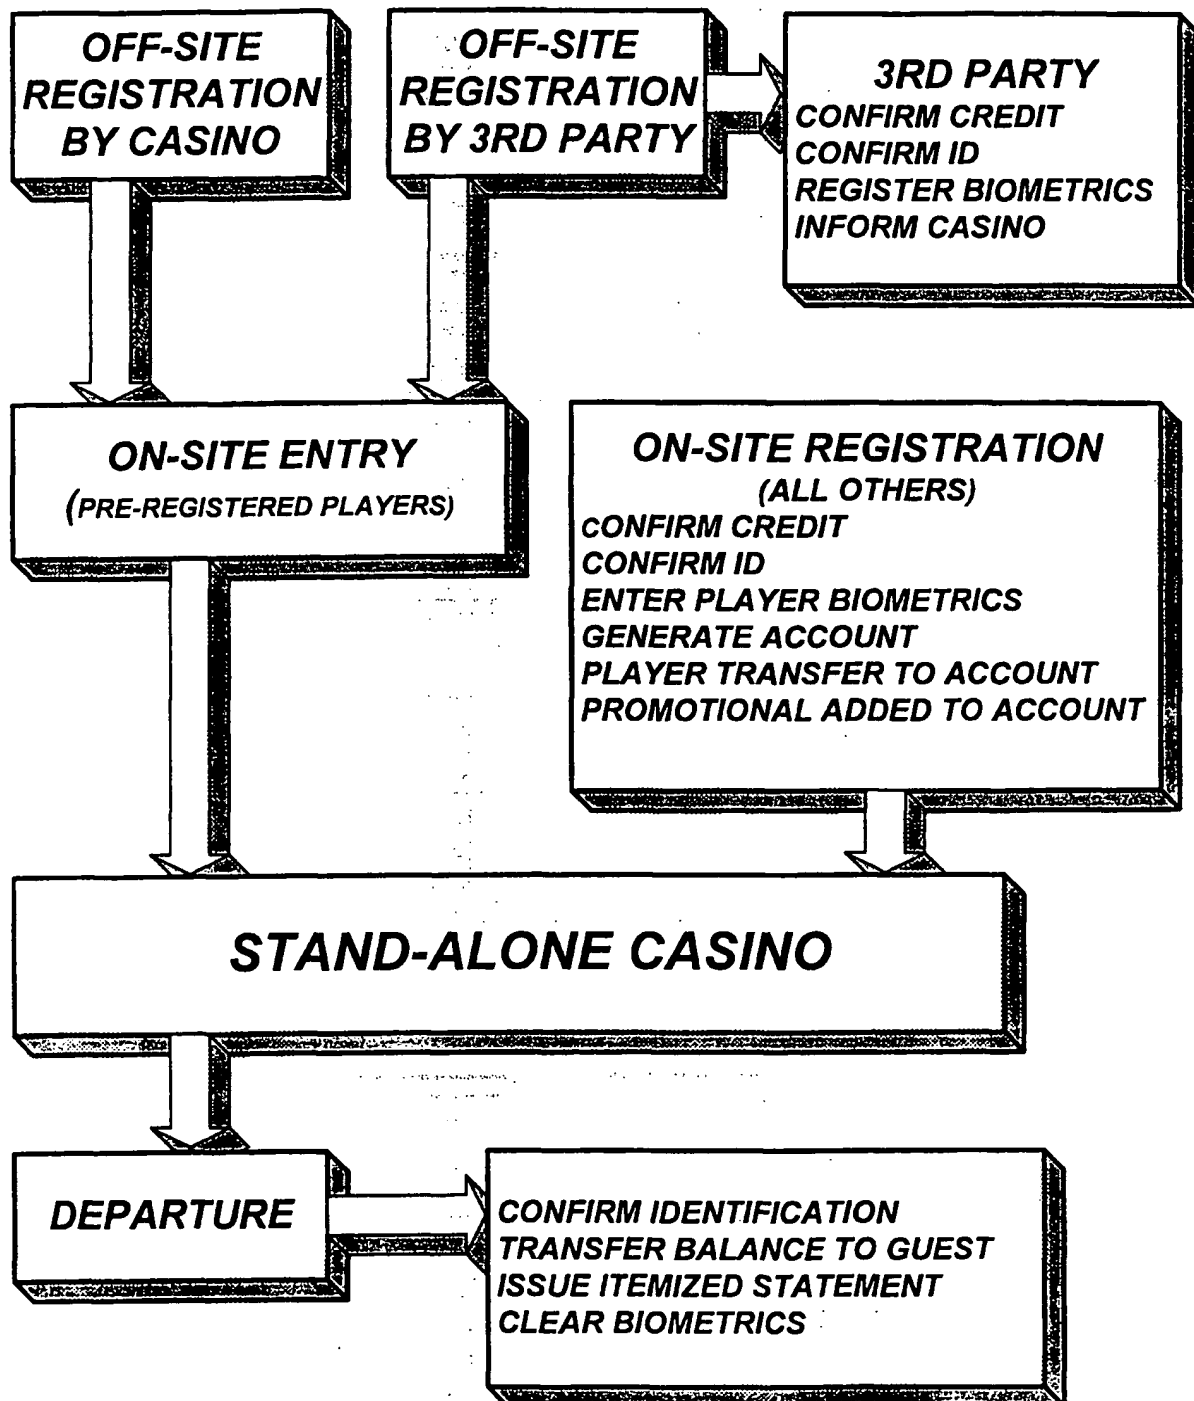 OFF-SITE
REGISTRATION
BY CASINO
OFF-SITE
REGISTRATION
BY 3RD PARTY
3RD PARTY
CONFIRM CREDIT
CONFIRM ID
REGISTER BIOMETRICS
INFORM CASINO
ON-SITE ENTRY
(PRE-REGISTERED PLAYERS)
ON-SITE REGISTRATION
(ALL OTHERS)
CONFIRM CREDIT
CONFIRM ID
ENTER PLAYER BIOMETRICS
GENERATE ACCOUNT
PLAYER TRANSFER TO ACCOUNT
PROMOTIONAL ADDED TO ACCOUNT
STAND-ALONE CASINO
DEPARTURE
CONFIRM IDENTIFICATION
TRANSFER BALANCE TO GUEST
ISSUE ITEMIZED STATEMENT
CLEAR BIOMETRICS